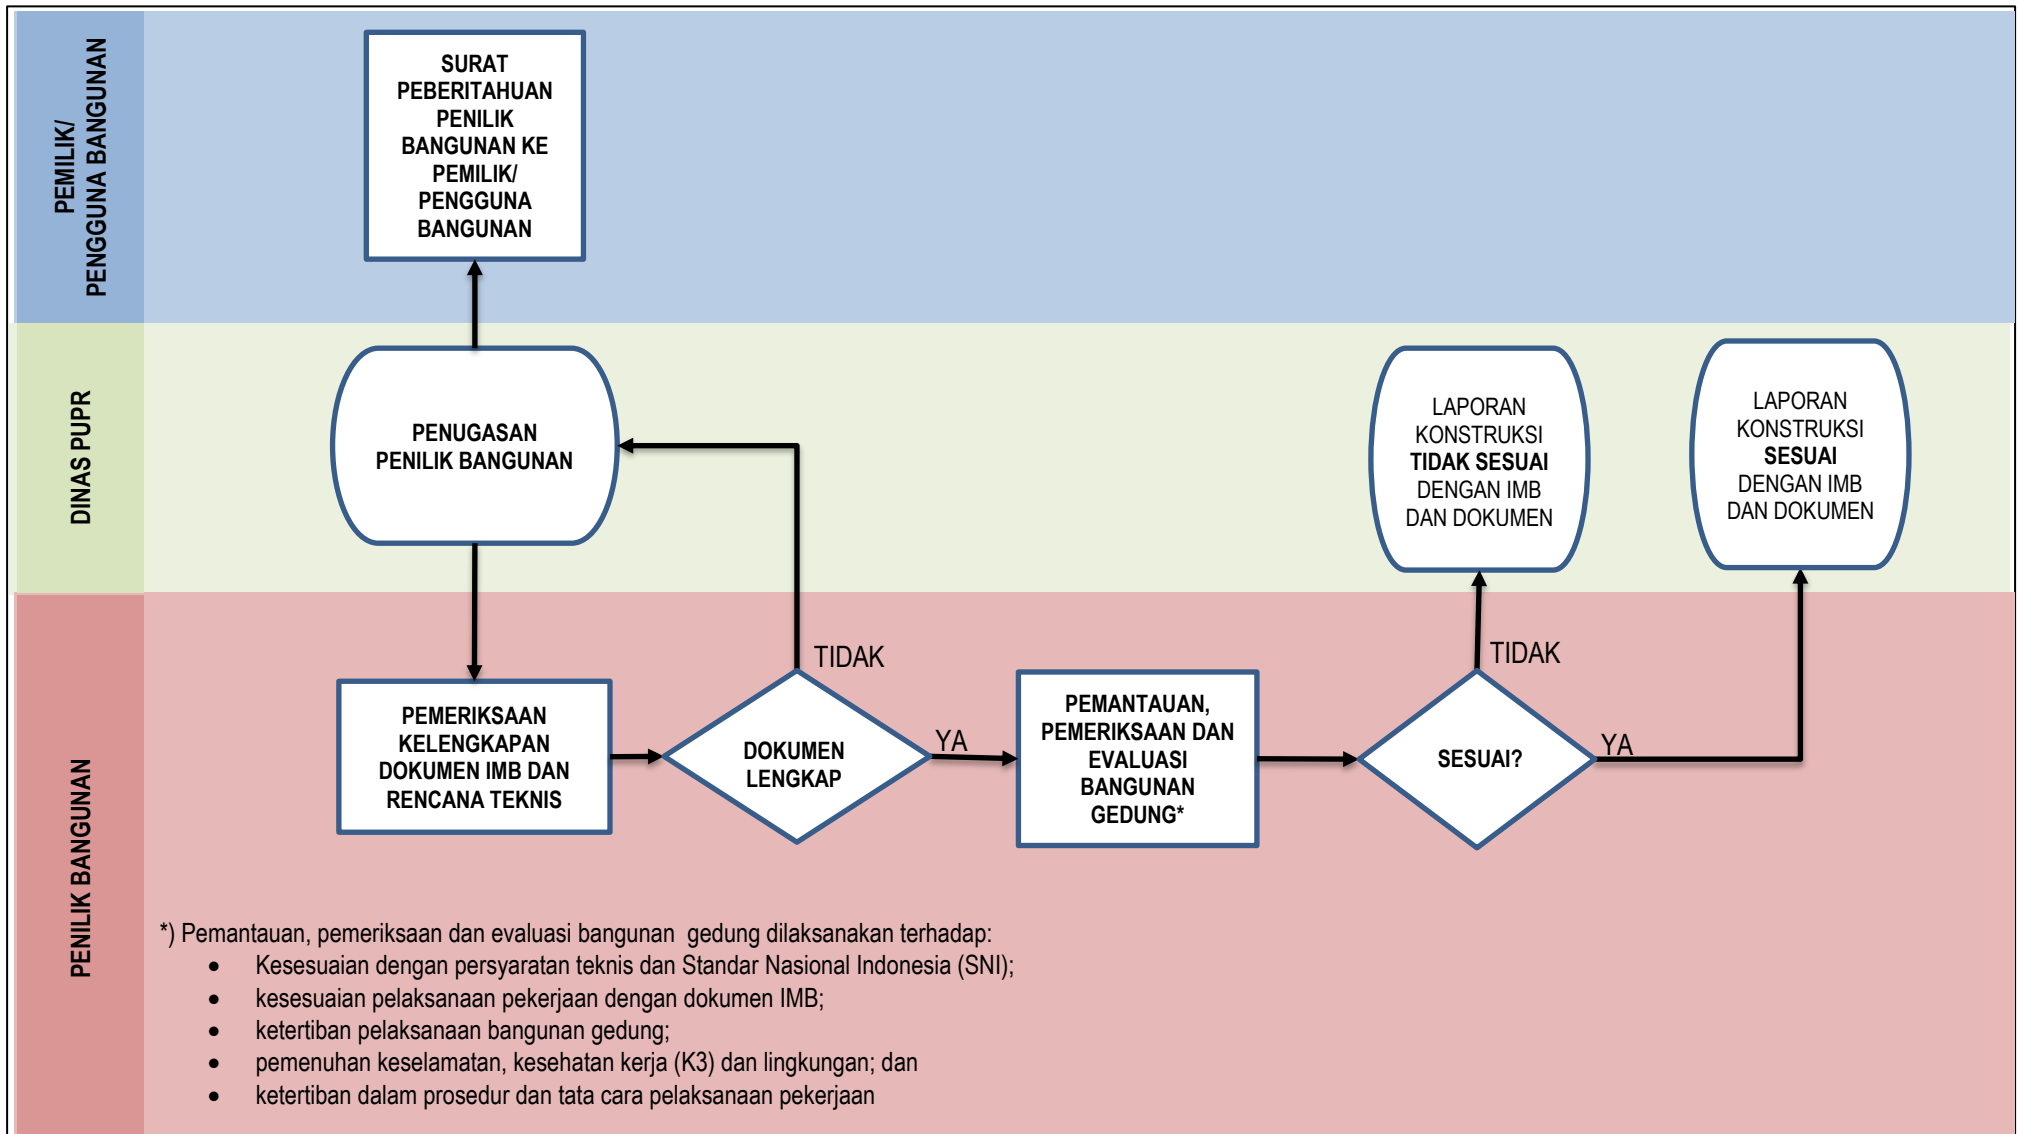 PEMILIK/
PENGGUNA BANGUNAN
SURAT
PEBERITAHUAN
PENILIK
BANGUNAN KE
PEMILIK/
PENGGUNA
BANGUNAN
DINAS PUPR
PENUGASAN
PENILIK BANGUNAN
LAPORAN
KONSTRUKSI
TIDAK SESUAI
DENGAN IMB
DAN DOKUMEN
LAPORAN
KONSTRUKSI
SESUAI
DENGAN IMB
DAN DOKUMEN
PENILIK BANGUNAN
PEMERIKSAAN
KELENGKAPAN
DOKUMEN IMB DAN
RENCANA TEKNIS
DOKUMEN
LENGKAP
TIDAK
YA
PEMANTAUAN,
PEMERIKSAAN DAN
EVALUASI
BANGUNAN
GEDUNG*
SESUAI?
TIDAK
YA
*) Pemantauan, pemeriksaan dan evaluasi bangunan gedung dilaksanakan terhadap:
• Kesesuaian dengan persyaratan teknis dan Standar Nasional Indonesia (SNI);
• kesesuaian pelaksanaan pekerjaan dengan dokumen IMB;
• ketertiban pelaksanaan bangunan gedung;
• pemenuhan keselamatan, kesehatan kerja (K3) dan lingkungan; dan
• ketertiban dalam prosedur dan tata cara pelaksanaan pekerjaan